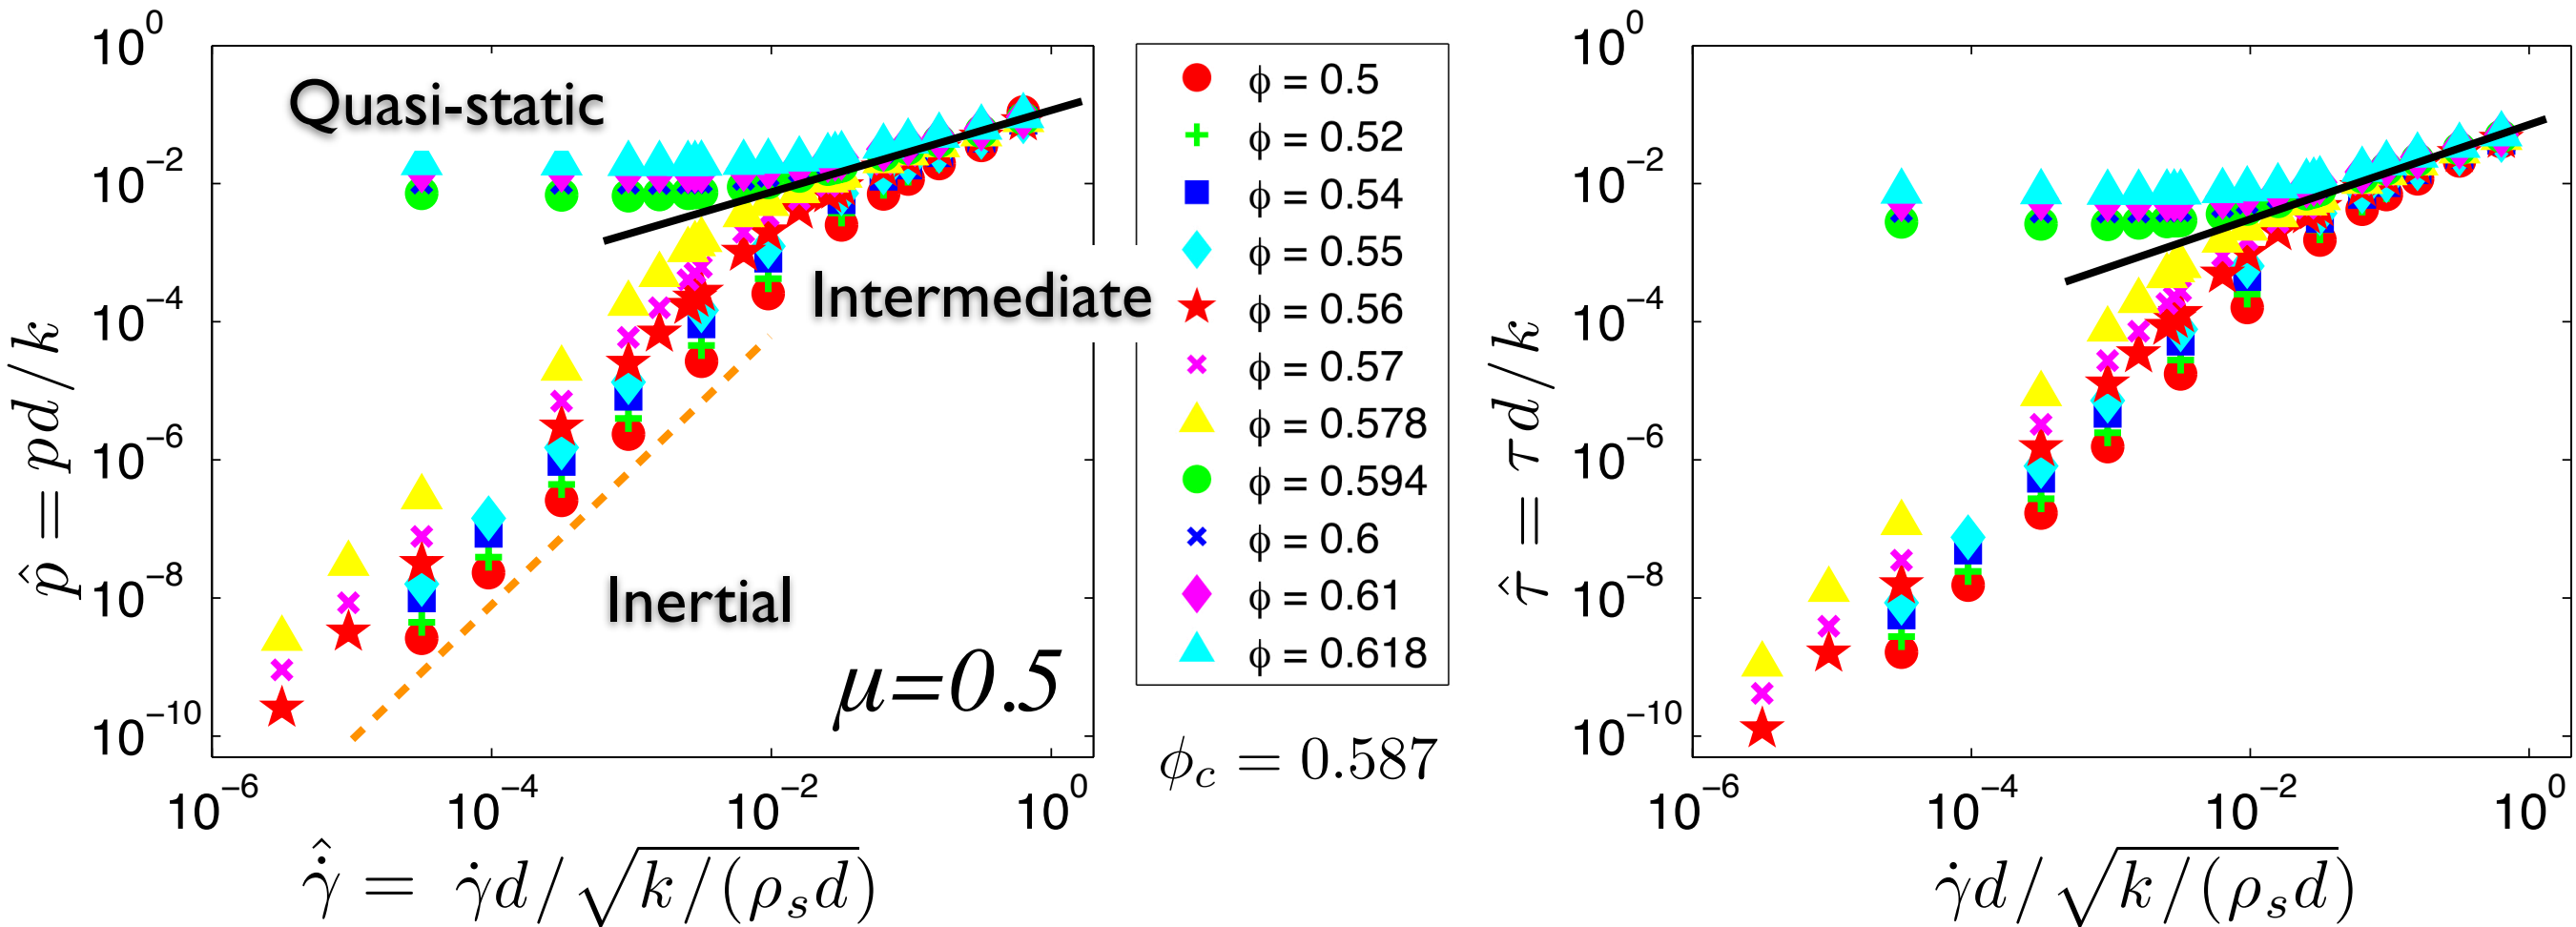 10^0
10^−2
10^−4
10^−6
10^−8
10^−10
p̂ = pd/k
Quasi-static
Intermediate
Inertial
μ=0.5
10^−6 10^−4 10^−2 10^0
γ̇̂ = γ̇d/√(k/(ρ_s d))
ϕ = 0.5
ϕ = 0.52
ϕ = 0.54
ϕ = 0.55
ϕ = 0.56
ϕ = 0.57
ϕ = 0.578
ϕ = 0.594
ϕ = 0.6
ϕ = 0.61
ϕ = 0.618
ϕ_c = 0.587
10^0
10^−2
10^−4
10^−6
10^−8
10^−10
τ̂ = τd/k
10^−6 10^−4 10^−2 10^0
γ̇d/√(k/(ρ_s d))